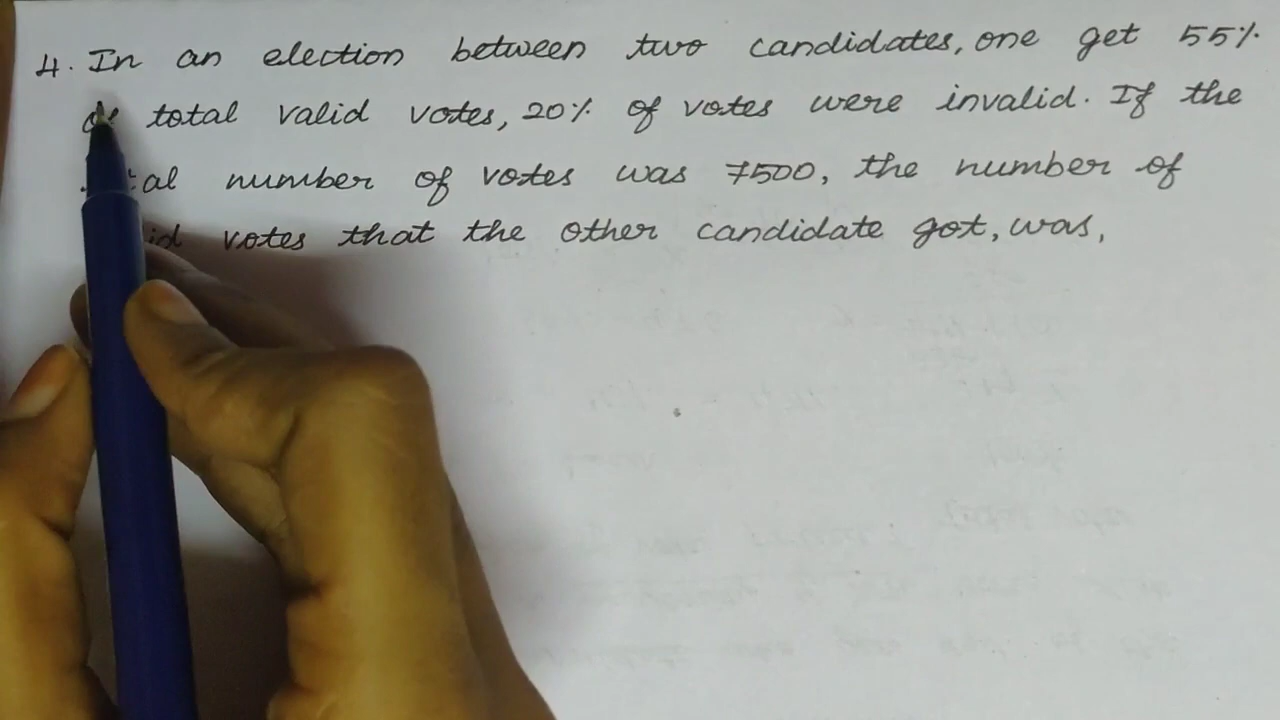 4. In an election between two candidates, one get 55%
total valid votes, 20% of votes were invalid. If the
number of votes was 7500, the number of
votes that the other candidate got, was,